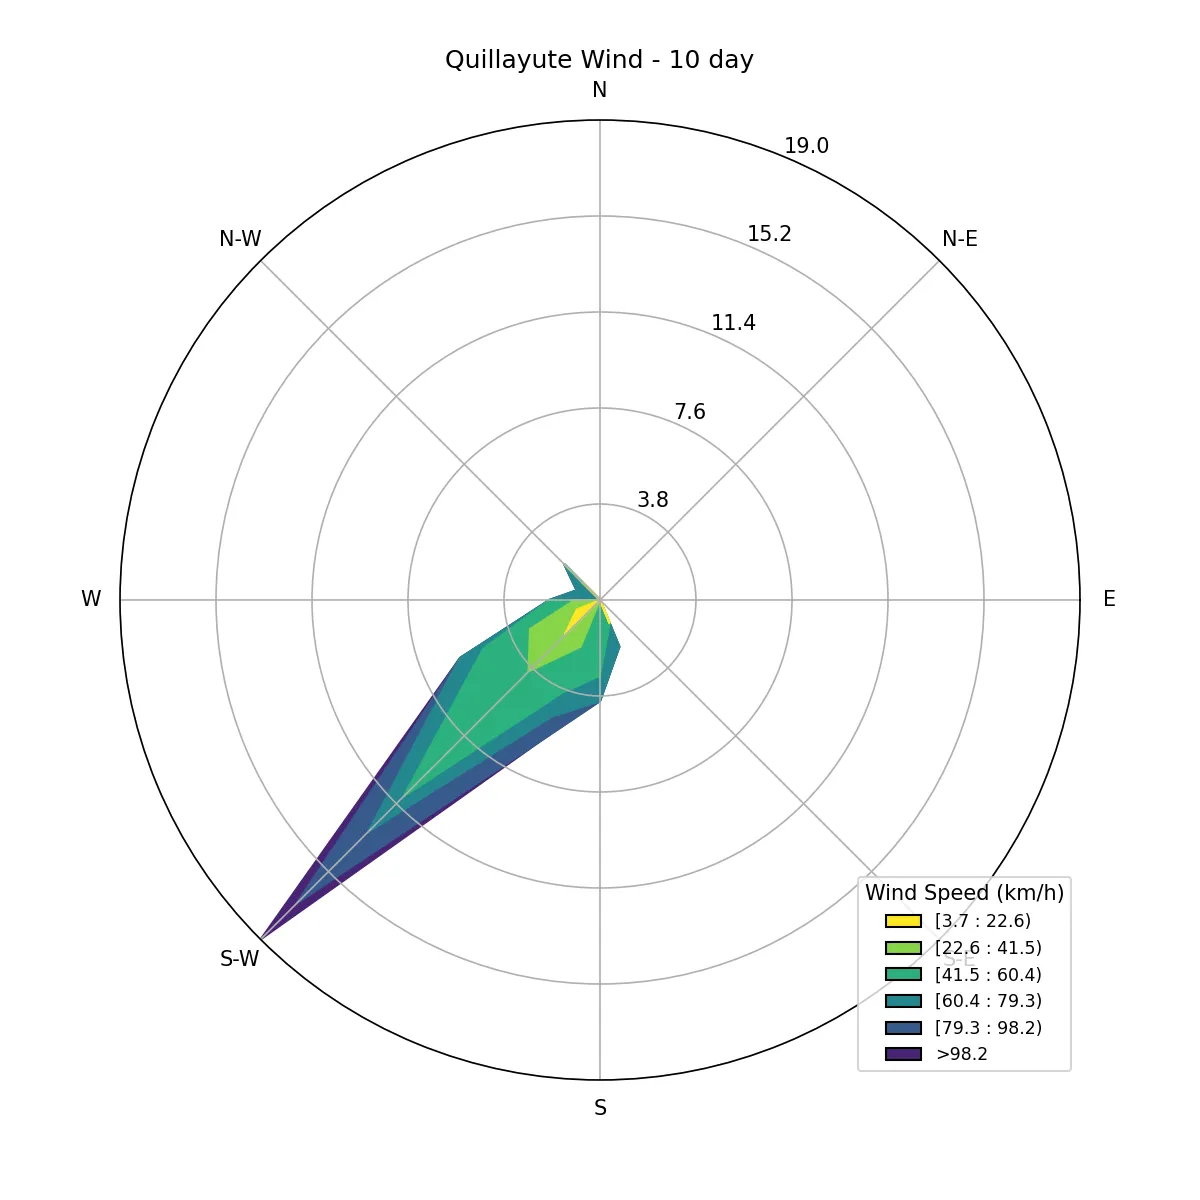 Quillayute Wind - 10 day
N
19.0
15.2
N-W
N-E
11.4
7.6
3.8
W
E
Wind Speed (km/h)
[3.7 : 22.6)
[22.6 : 41.5)
S-W
S-E
[41.5 : 60.4)
[60.4 : 79.3)
[79.3 : 98.2)
>98.2
S